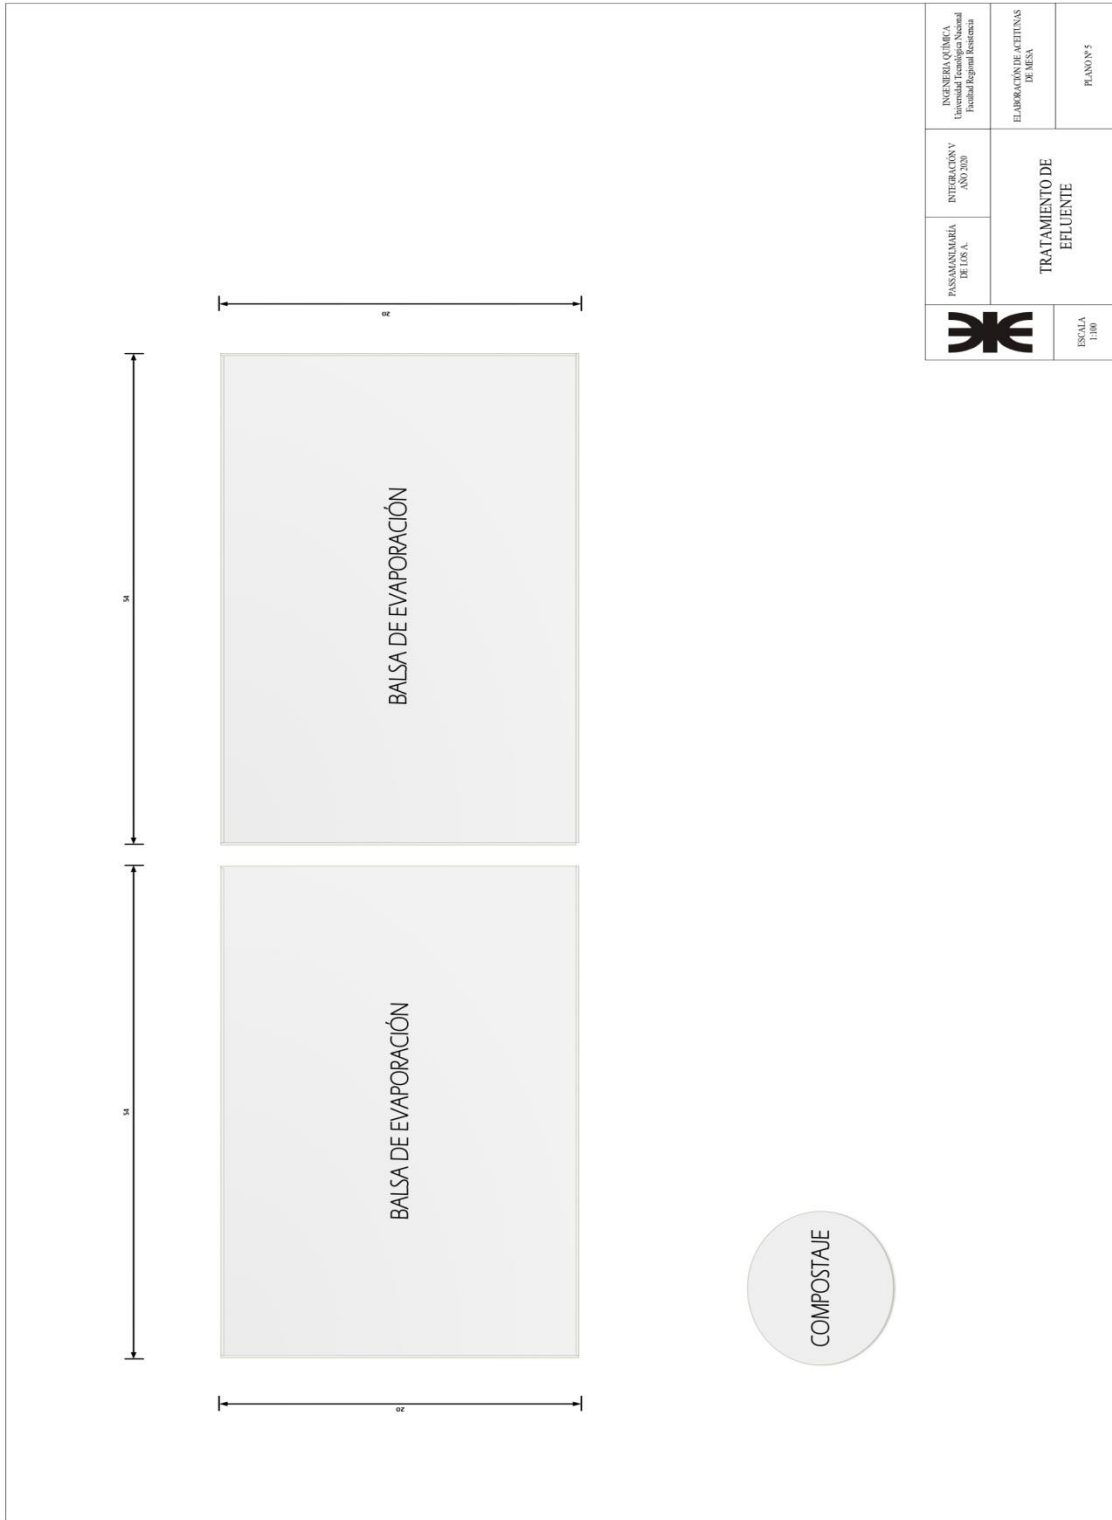 INGENIERIA QUÍMICA
Universidad Tecnológica Nacional
Facultad Regional Resistencia
ELABORACIÓN DE ACEITUNAS
DE MESA
PLANO Nº 5
INTEGRACIÓN V
AÑO 2020
PASSAMANI,MARÍA
DE LOS A.
TRATAMIENTO DE
EFLUENTE
ESCALA
1:100
20
54
BALSA DE EVAPORACIÓN
54
BALSA DE EVAPORACIÓN
20
COMPOSTAJE